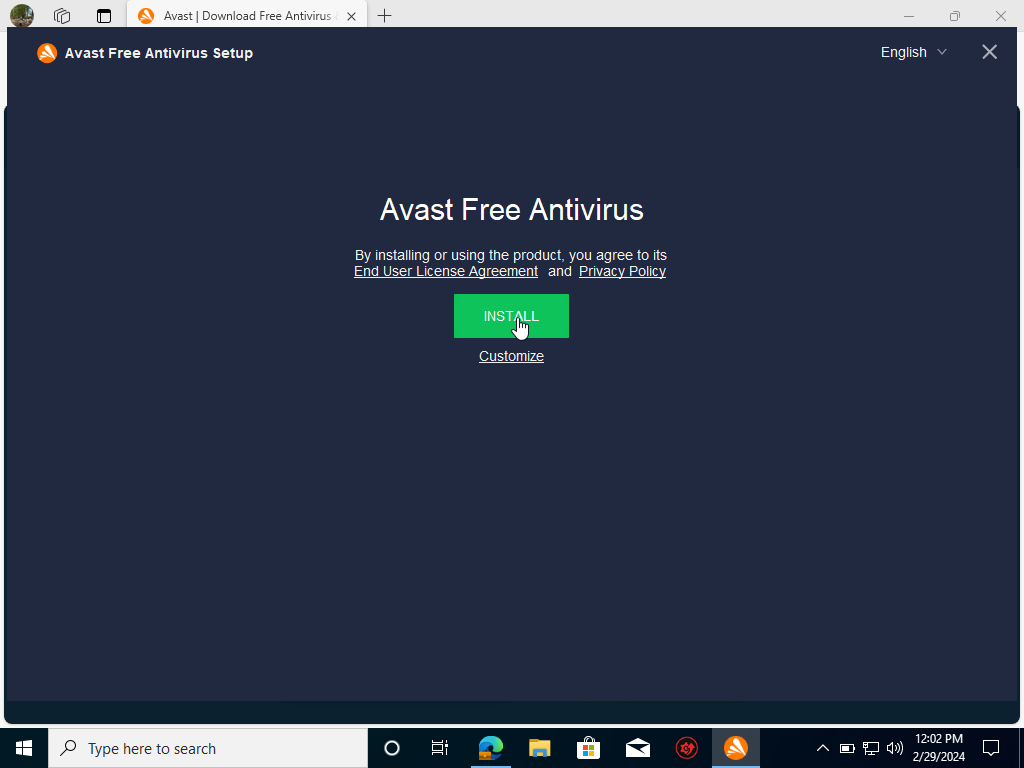 Avast | Download Free Antivirus
Avast Free Antivirus Setup
English
Avast Free Antivirus
By installing or using the product, you agree to its
End User License Agreement and Privacy Policy
INSTALL
Customize
Type here to search
12:02 PM
2/29/2024